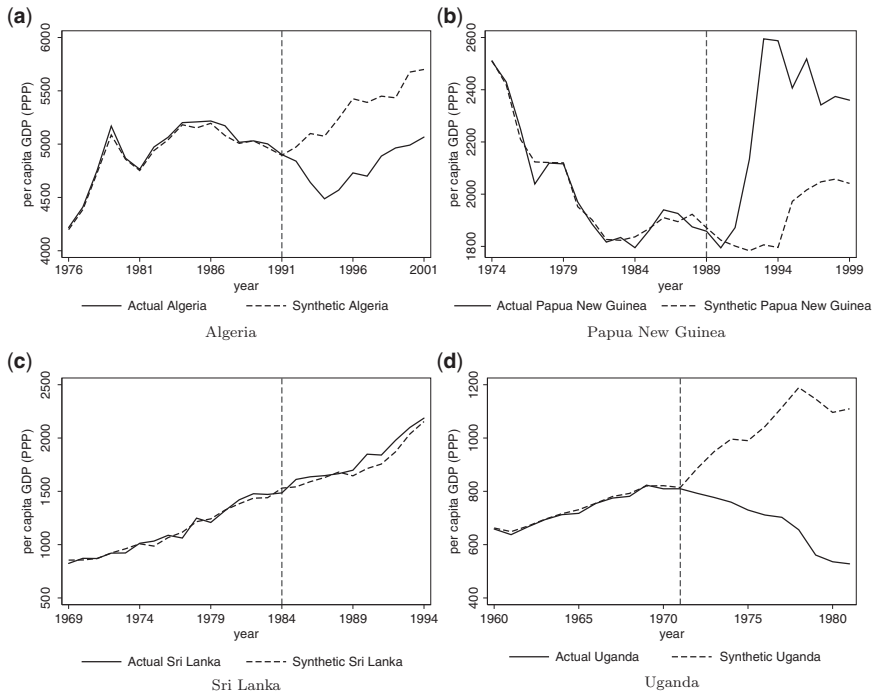 (a)
6000
5500
5000
4500
4000
per capita GDP (PPP)
1976 1981 1986 1991 1996 2001
year
Actual Algeria Synthetic Algeria
Algeria
(b)
2600
2400
2200
2000
1800
per capita GDP (PPP)
1974 1979 1984 1989 1994 1999
year
Actual Papua New Guinea Synthetic Papua New Guinea
Papua New Guinea
(c)
2500
2000
1500
1000
500
per capita GDP (PPP)
1969 1974 1979 1984 1989 1994
year
Actual Sri Lanka Synthetic Sri Lanka
Sri Lanka
(d)
1200
1000
800
600
400
per capita GDP (PPP)
1960 1965 1970 1975 1980
year
Actual Uganda Synthetic Uganda
Uganda